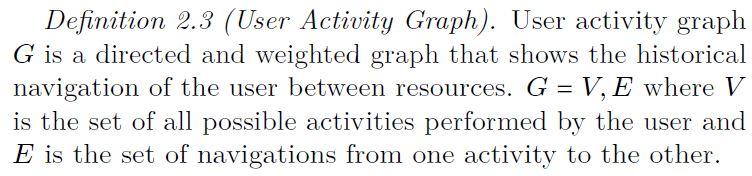 Definition 2.3 (User Activity Graph). User activity graph
G is a directed and weighted graph that shows the historical
navigation of the user between resources. G = V, E where V
is the set of all possible activities performed by the user and
E is the set of navigations from one activity to the other.